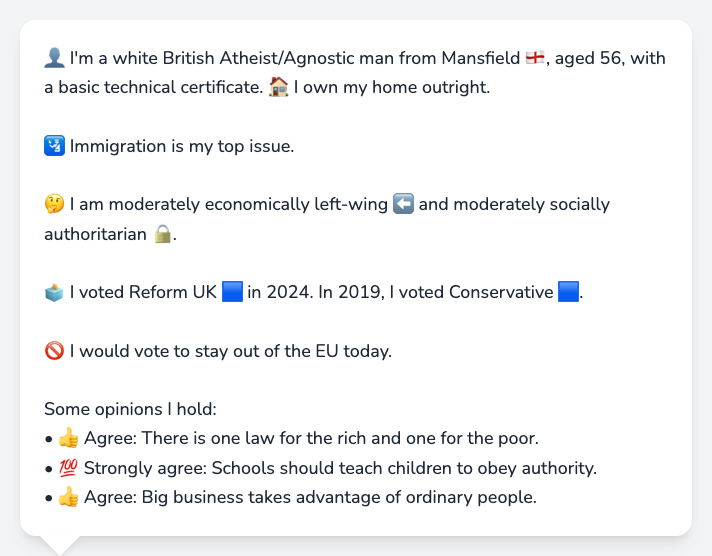 👤 I'm a white British Atheist/Agnostic man from Mansfield 🏴󠁧󠁢󠁥󠁮󠁧󠁿, aged 56, with
a basic technical certificate. 🏠 I own my home outright.
🛂 Immigration is my top issue.
🤔 I am moderately economically left-wing ⬅️ and moderately socially
authoritarian 🔒.
🗳️ I voted Reform UK 🟦 in 2024. In 2019, I voted Conservative 🟦.
🚫 I would vote to stay out of the EU today.
Some opinions I hold:
• 👍 Agree: There is one law for the rich and one for the poor.
• 💯 Strongly agree: Schools should teach children to obey authority.
• 👍 Agree: Big business takes advantage of ordinary people.